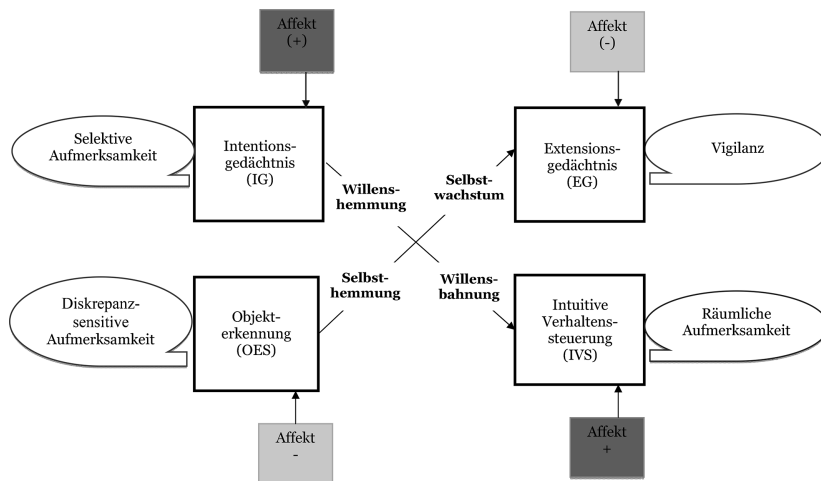 Affekt
(+)
Affekt
(-)
Selektive
Aufmerksamkeit
Intentions-
gedächtnis
(IG)
Extensions-
gedächtnis
(EG)
Vigilanz
Willens-
hemmung
Selbst-
wachstum
Selbst-
hemmung
Willens-
bahnung
Diskrepanz-
sensitive
Aufmerksamkeit
Objekt-
erkennung
(OES)
Intuitive
Verhaltens-
steuerung
(IVS)
Räumliche
Aufmerksamkeit
Affekt
-
Affekt
+